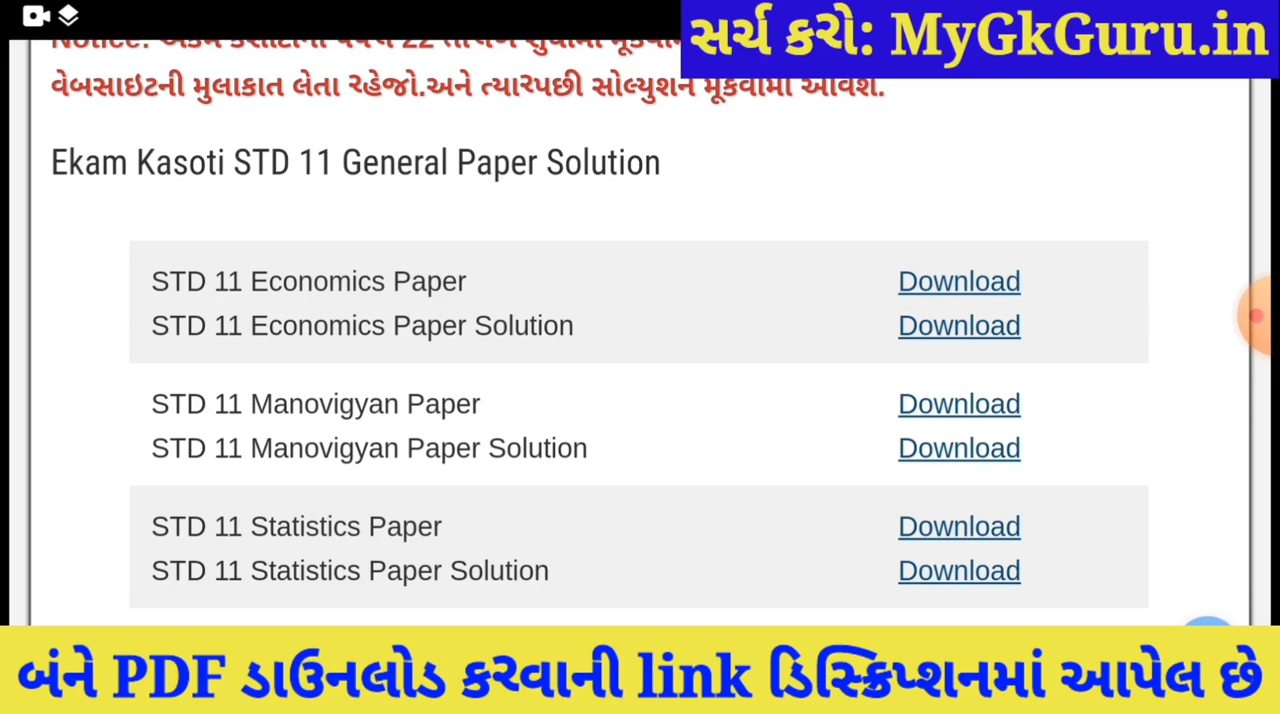 સર્ચ કરો: MyGkGuru.in
વેબસાઇટની મુલાકાત લેતા રહેજો.અને ત્યારપછી સોલ્યુશન મૂકવામાં આવશે.
Ekam Kasoti STD 11 General Paper Solution
STD 11 Economics Paper Download
STD 11 Economics Paper Solution Download
STD 11 Manovigyan Paper Download
STD 11 Manovigyan Paper Solution Download
STD 11 Statistics Paper Download
STD 11 Statistics Paper Solution Download
બંને PDF ડાઉનલોડ કરવાની link ડિસ્ક્રિપ્શનમાં આપેલ છે